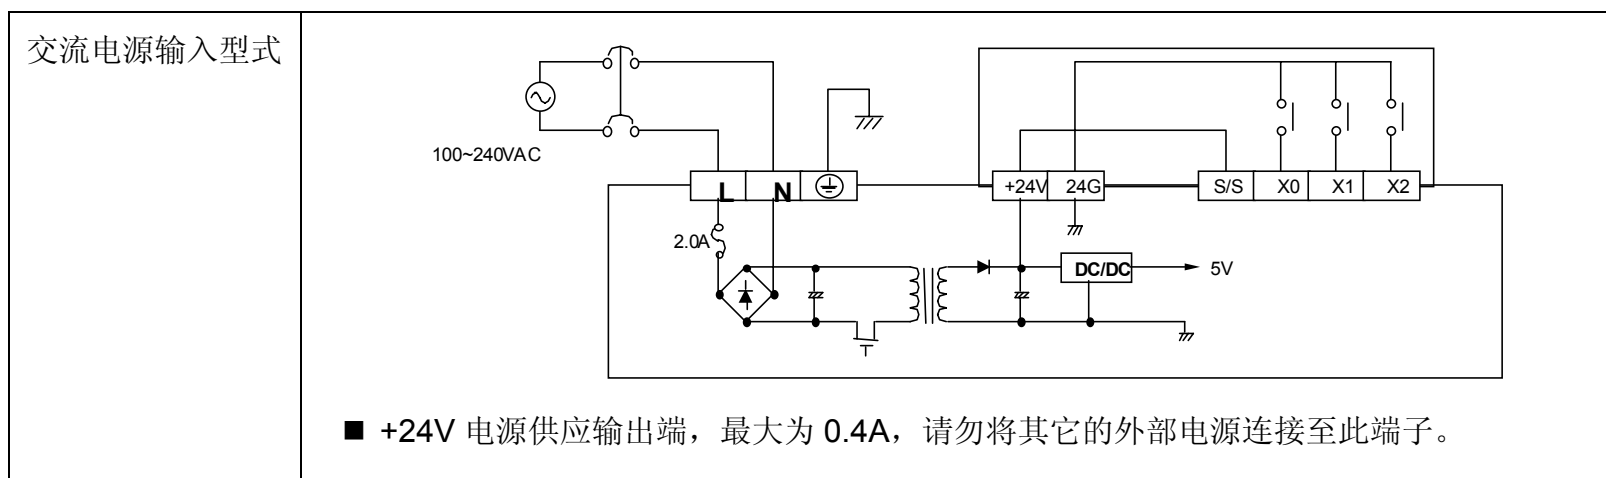 交流电源输入型式
100~240VAC
L N +24V 24G S/S X0 X1 X2
2.0A
DC/DC 5V
■ +24V 电源供应输出端，最大为 0.4A，请勿将其它的外部电源连接至此端子。